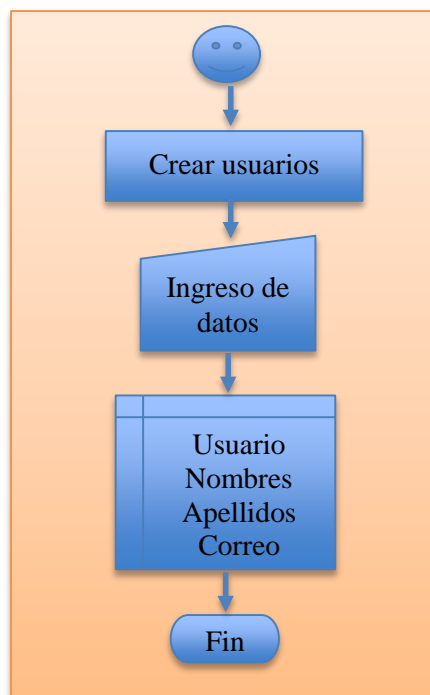 Crear usuarios
Ingreso de
datos
Usuario
Nombres
Apellidos
Correo
Fin